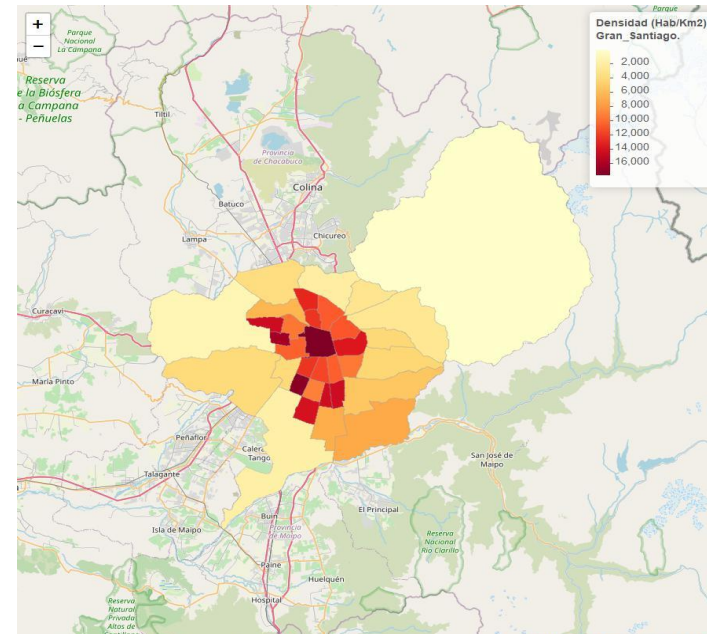 +
−
Parque
Nacional
La Campana
Reserva
e la Biósfera
a Campana
- Peñuelas
Parque
Densidad (Hab/Km2)
Gran_Santiago.
2,000
4,000
6,000
8,000
10,000
12,000
14,000
16,000
Tiltil
Provincia
de Chacabuco
Colina
Batuco
Chicureo
Lampa
Curacaví
María Pinto
Peñaflor
Calera
Tango
Talagante
San José de
Maipo
Isla de Maipo
Buin
El Principal
Provincia
de Maipo
Reserva
Nacional
Río Clarillo
Paine
Huelquén
Hospital
Reserva
Natural
Privada
Altos de